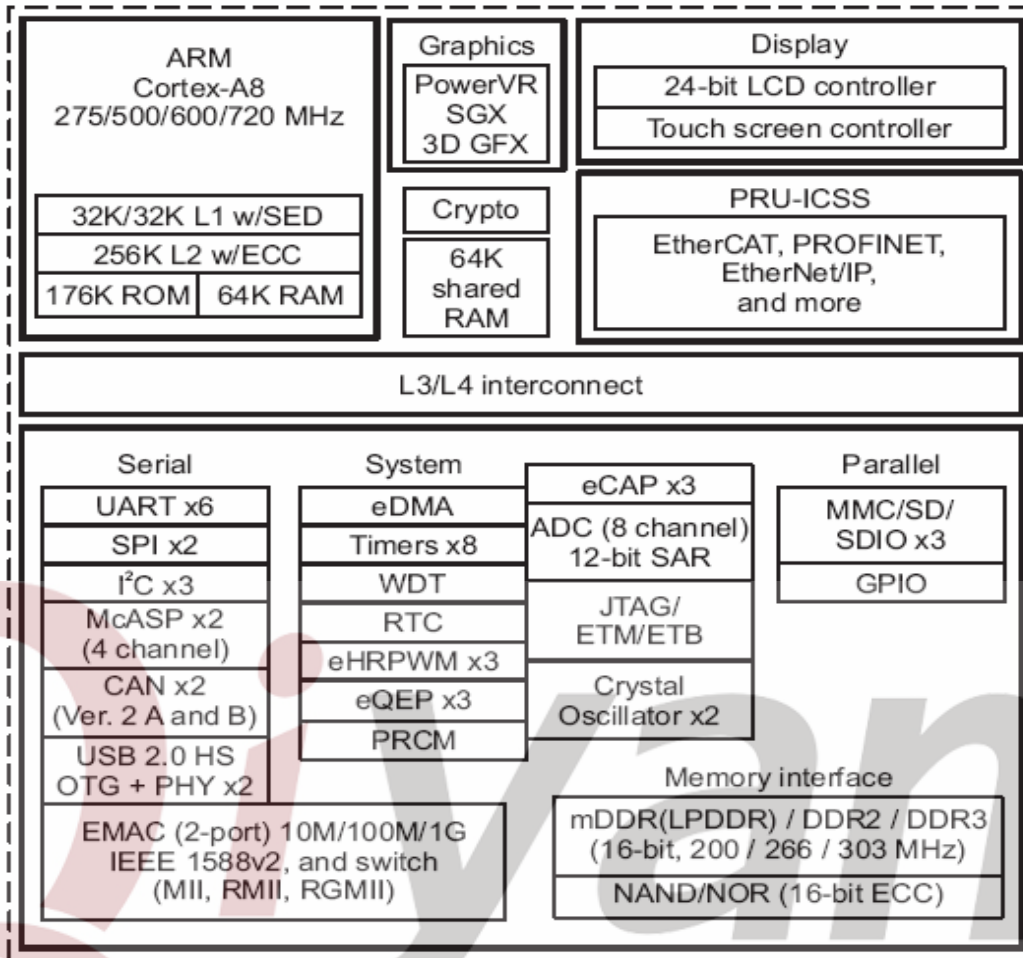 ARM
Cortex-A8
275/500/600/720 MHz
32K/32K L1 w/SED
256K L2 w/ECC
176K ROM
64K RAM
Graphics
PowerVR
SGX
3D GFX
Crypto
64K
shared
RAM
Display
24-bit LCD controller
Touch screen controller
PRU-ICSS
EtherCAT, PROFINET,
EtherNet/IP,
and more
L3/L4 interconnect
Serial
UART x6
SPI x2
I²C x3
McASP x2
(4 channel)
CAN x2
(Ver. 2 A and B)
USB 2.0 HS
OTG + PHY x2
EMAC (2-port) 10M/100M/1G
IEEE 1588v2, and switch
(MII, RMII, RGMII)
System
eDMA
Timers x8
WDT
RTC
eHRPWM x3
eQEP x3
PRCM
eCAP x3
ADC (8 channel)
12-bit SAR
JTAG/
ETM/ETB
Crystal
Oscillator x2
Parallel
MMC/SD/
SDIO x3
GPIO
Memory interface
mDDR(LPDDR) / DDR2 / DDR3
(16-bit, 200 / 266 / 303 MHz)
NAND/NOR (16-bit ECC)